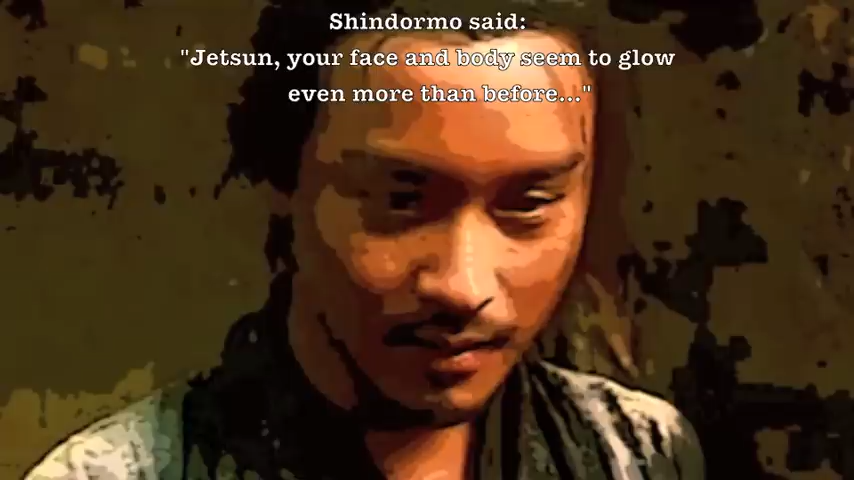 Shindormo said:
"Jetsun, your face and body seem to glow
even more than before..."